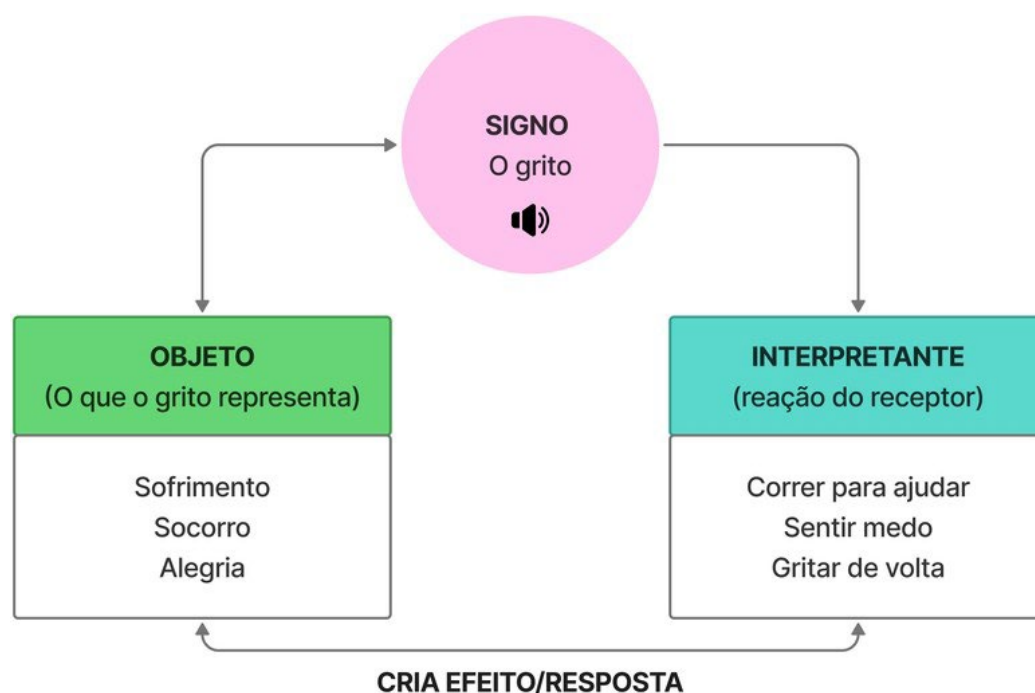 SIGNO
O grito
OBJETO
(O que o grito representa)
Sofrimento
Socorro
Alegria
INTERPRETANTE
(reação do receptor)
Correr para ajudar
Sentir medo
Gritar de volta
CRIA EFEITO/RESPOSTA